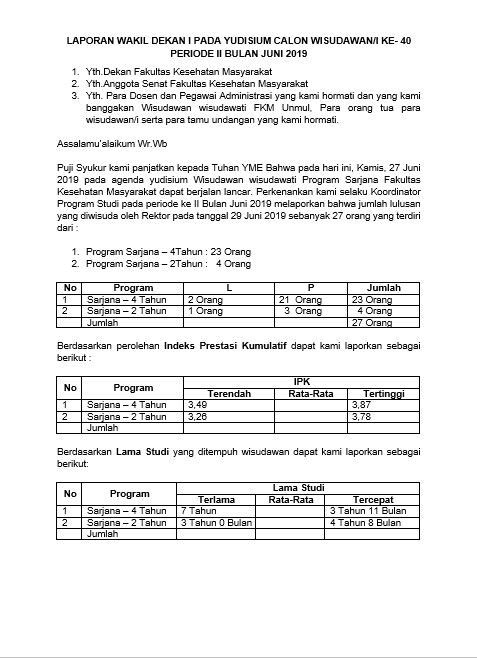 LAPORAN WAKIL DEKAN I PADA YUDISIUM CALON WISUDAWAN/I KE- 40
PERIODE II BULAN JUNI 2019
1. Yth.Dekan Fakultas Kesehatan Masyarakat
2. Yth.Anggota Senat Fakultas Kesehatan Masyarakat
3. Yth. Para Dosen dan Pegawai Administrasi yang kami hormati dan yang kami
banggakan Wisudawan wisudawati FKM Unmul, Para orang tua para
wisudawan/i serta para tamu undangan yang kami hormati.
Assalamu'alaikum Wr.Wb
Puji Syukur kami panjatkan kepada Tuhan YME Bahwa pada hari ini, Kamis, 27 Juni
2019 pada agenda yudisium Wisudawan wisudawati Program Sarjana Fakultas
Kesehatan Masyarakat dapat berjalan lancar. Perkenankan kami selaku Koordinator
Program Studi pada periode ke II Bulan Juni 2019 melaporkan bahwa jumlah lulusan
yang diwisuda oleh Rektor pada tanggal 29 Juni 2019 sebanyak 27 orang yang terdiri
dari :
1. Program Sarjana – 4Tahun : 23 Orang
2. Program Sarjana – 2Tahun : 4 Orang
No Program L P Jumlah
1 Sarjana – 4 Tahun 2 Orang 21 Orang 23 Orang
2 Sarjana – 2 Tahun 1 Orang 3 Orang 4 Orang
Jumlah 27 Orang
Berdasarkan perolehan Indeks Prestasi Kumulatif dapat kami laporkan sebagai
berikut :
No Program IPK
Terendah Rata-Rata Tertinggi
1 Sarjana – 4 Tahun 3,49 3,87
2 Sarjana – 2 Tahun 3,26 3,78
Jumlah
Berdasarkan Lama Studi yang ditempuh wisudawan dapat kami laporkan sebagai
berikut:
No Program Lama Studi
Terlama Rata-Rata Tercepat
1 Sarjana – 4 Tahun 7 Tahun 3 Tahun 11 Bulan
2 Sarjana – 2 Tahun 3 Tahun 0 Bulan 4 Tahun 8 Bulan
Jumlah